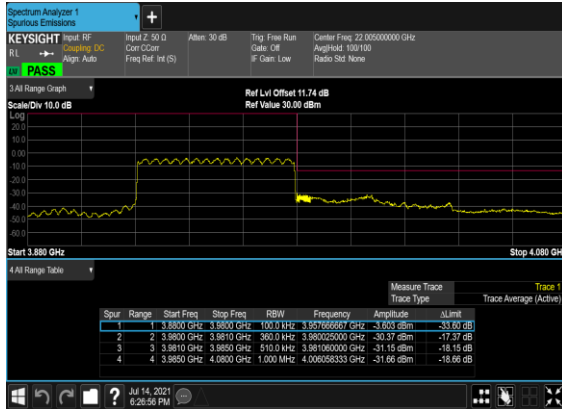 Spectrum Analyzer 1
Spurious Emissions
+
KEYSIGHT Input: RF Input Z: 50 Ω Atten: 30 dB Trig: Free Run Center Freq: 22.005000000 GHz
RL Coupling: DC Corr CCorr Gate: Off Avg|Hold: 100/100
Align: Auto Freq Ref: Int (S) IF Gain: Low Radio Std: None
PASS
3 All Range Graph Ref Lvl Offset 11.74 dB
Scale/Div 10.0 dB Ref Value 30.00 dBm
Log
20.0
10.0
0.00
-10.0
-20.0
-30.0
-40.0
-50.0
-60.0
Start 3.880 GHz Stop 4.080 GHz
4 All Range Table
Measure Trace Trace 1
Trace Type Trace Average (Active)
Spur Range Start Freq Stop Freq RBW Frequency Amplitude ΔLimit
1 1 3.8800 GHz 3.9800 GHz 100.0 kHz 3.957666667 GHz -3.603 dBm -33.60 dB
2 2 3.9800 GHz 3.9810 GHz 360.0 kHz 3.980025000 GHz -30.37 dBm -17.37 dB
3 3 3.9810 GHz 3.9850 GHz 510.0 kHz 3.981060000 GHz -31.15 dBm -18.15 dB
4 4 3.9850 GHz 4.0800 GHz 1.000 MHz 4.006058333 GHz -31.66 dBm -18.66 dB
? Jul 14, 2021
6:26:56 PM